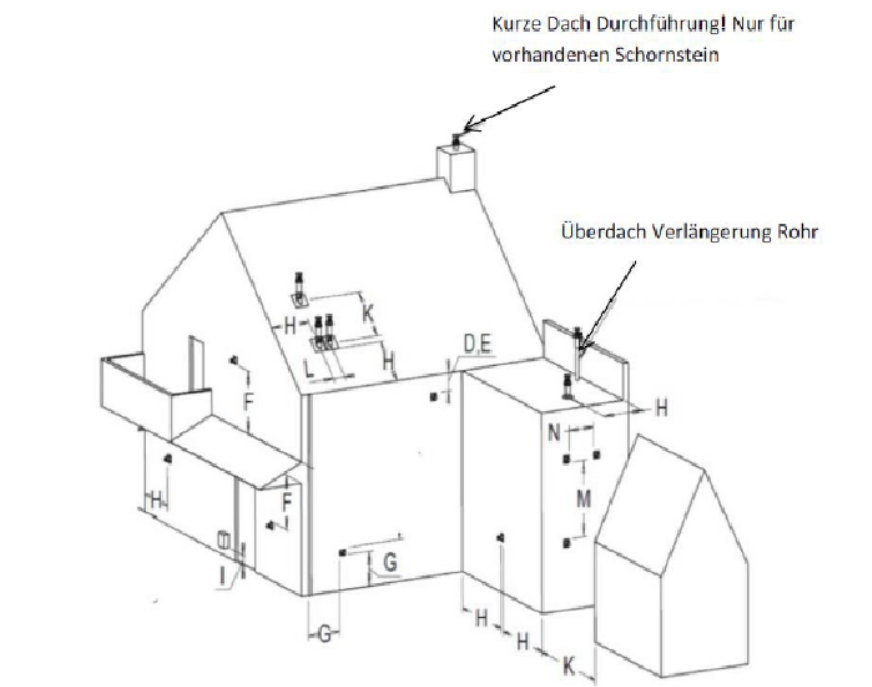 Kurze Dach Durchführung! Nur für
vorhandenen Schornstein
Überdach Verlängerung Rohr
K
H
D,E
L
H
F
H
N
M
H
F
I
G
G
H
H
K